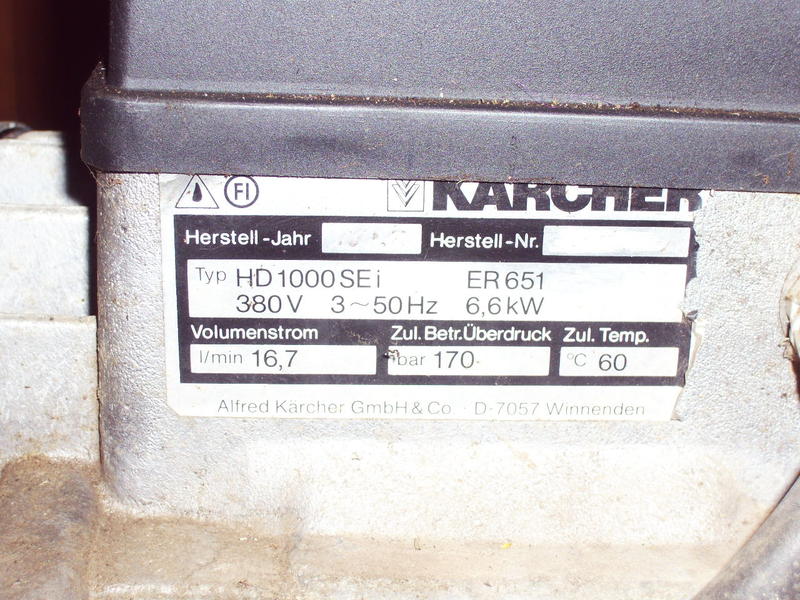 FI KÄRCHER
Herstell-Jahr Herstell-Nr.
Typ HD 1000 SE i ER 651
380 V 3~50 Hz 6,6 kW
Volumenstrom Zul. Betr. Überdruck Zul. Temp.
l/min 16,7 bar 170 °C 60
Alfred Kärcher GmbH & Co · D-7057 Winnenden